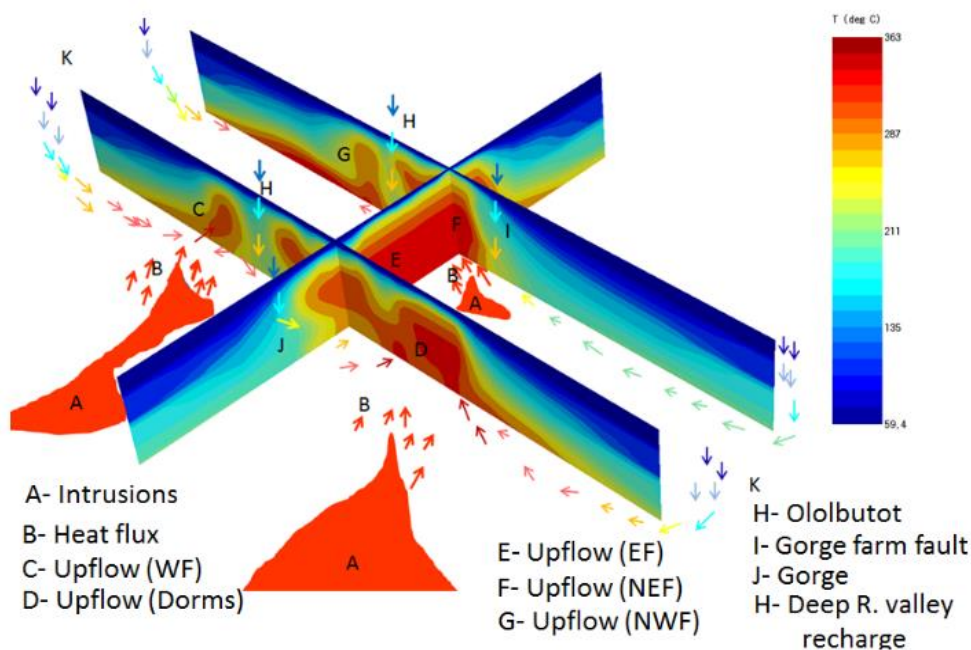 T (deg C)
363
287
211
135
59.4
K
H
G
H
C
F
I
E
B
B
A
J
D
A
B
K
A
A- Intrusions
B- Heat flux
C- Upflow (WF)
D- Upflow (Dorms)
E- Upflow (EF)
F- Upflow (NEF)
G- Upflow (NWF)
H- Ololbutot
I- Gorge farm fault
J- Gorge
H- Deep R. valley
recharge